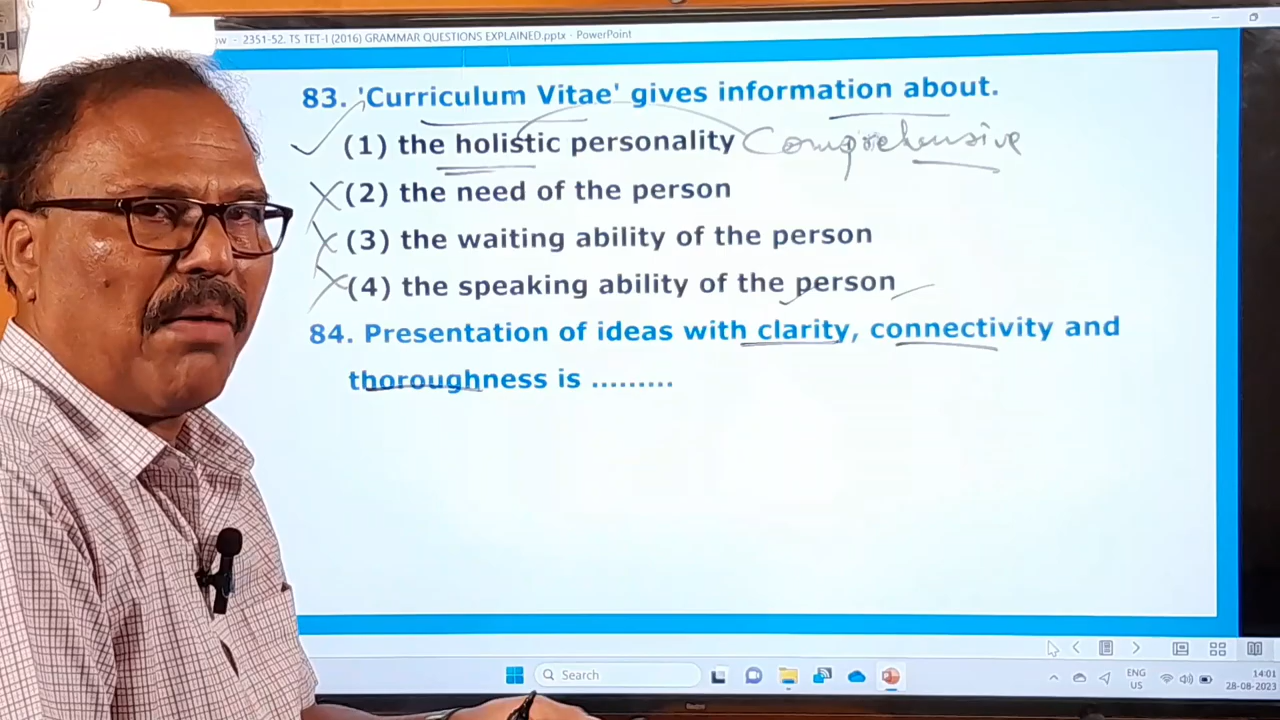 ow - 2351-52. TS TET-I (2016) GRAMMAR QUESTIONS EXPLAINED.pptx - PowerPoint
83. 'Curriculum Vitae' gives information about.
(1) the holistic personality Comprehensive
(2) the need of the person
(3) the waiting ability of the person
(4) the speaking ability of the person
84. Presentation of ideas with clarity, connectivity and
thoroughness is .........
Search
ENG
US
14:01
28-08-2023
Redmi